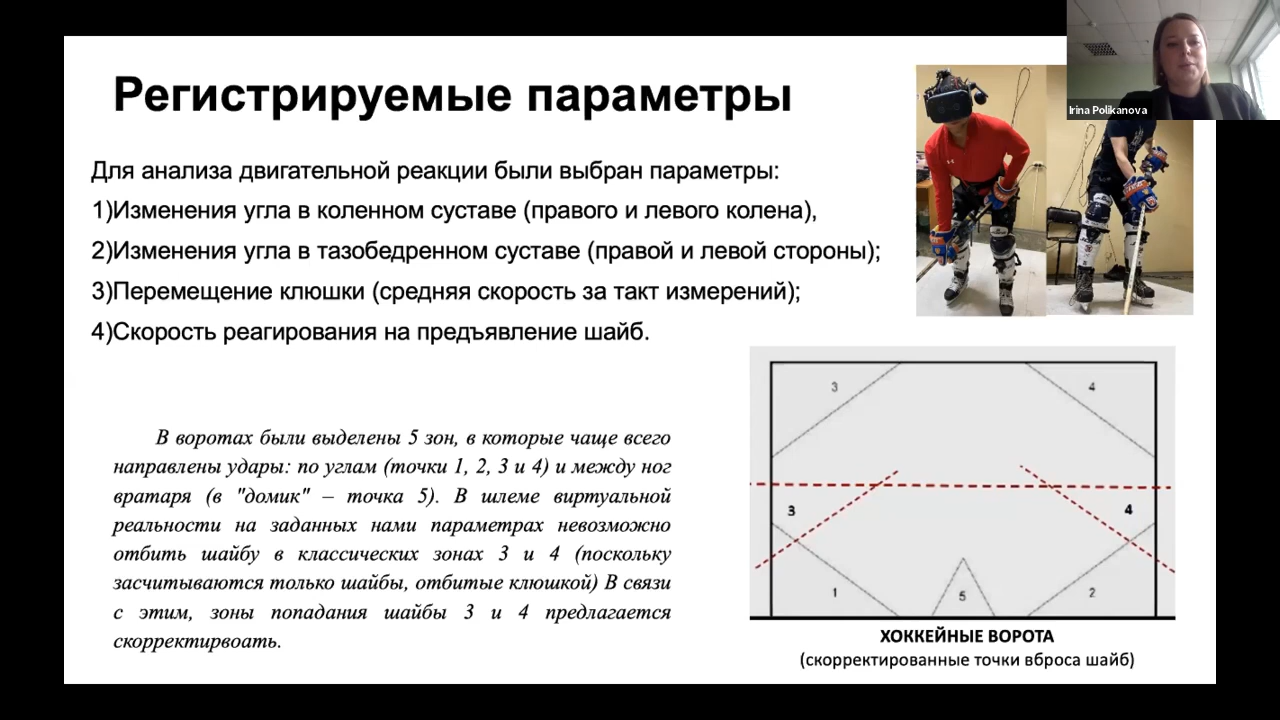 Регистрируемые параметры
Irina Polikanova
Для анализа двигательной реакции были выбран параметры:
1)Изменения угла в коленном суставе (правого и левого колена),
2)Изменения угла в тазобедренном суставе (правой и левой стороны);
3)Перемещение клюшки (средняя скорость за такт измерений);
4)Скорость реагирования на предъявление шайб.
В воротах были выделены 5 зон, в которые чаще всего
направлены удары: по углам (точки 1, 2, 3 и 4) и между ног
вратаря (в "домик" – точка 5). В шлеме виртуальной
реальности на заданных нами параметрах невозможно
отбить шайбу в классических зонах 3 и 4 (поскольку
засчитываются только шайбы, отбитые клюшкой) В связи
с этим, зоны попадания шайбы 3 и 4 предлагается
скорректирвоать.
3 4
3 4
1 5 2
ХОККЕЙНЫЕ ВОРОТА
(скорректированные точки вброса шайб)